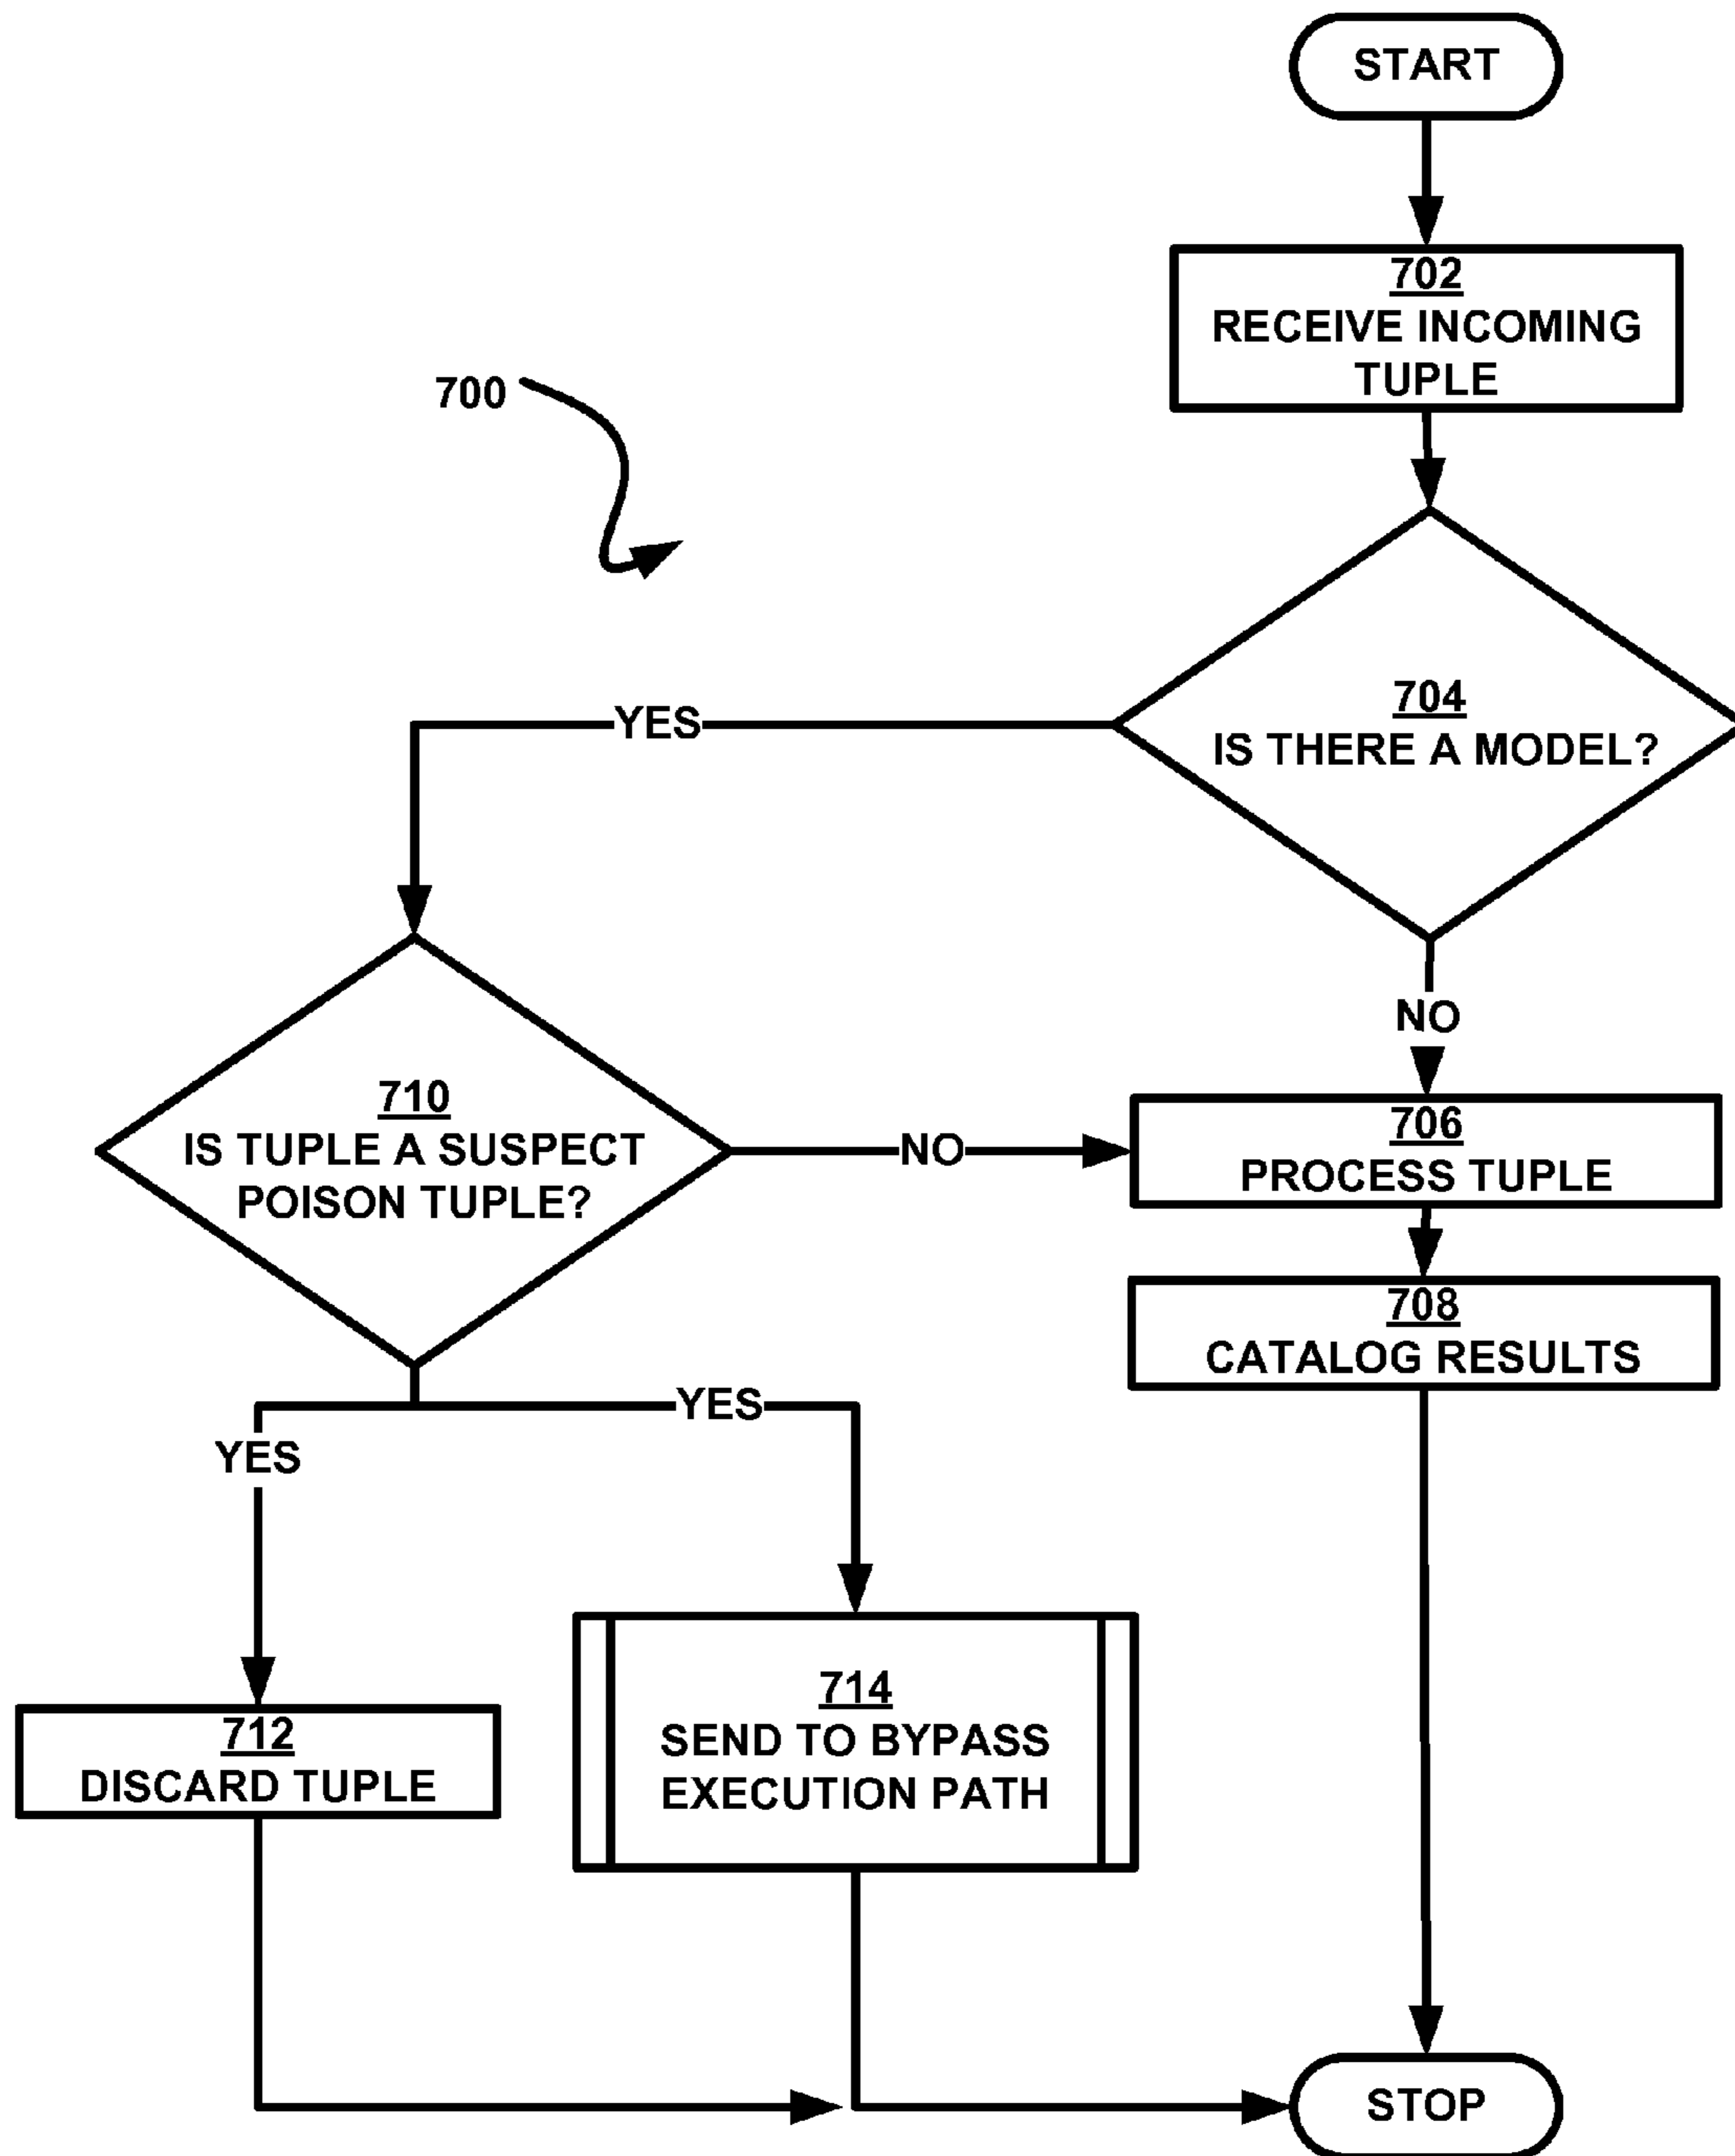 START
702
RECEIVE INCOMING
TUPLE
700
704
IS THERE A MODEL?
YES
NO
710
IS TUPLE A SUSPECT
POISON TUPLE?
NO
706
PROCESS TUPLE
708
CATALOG RESULTS
YES
YES
712
DISCARD TUPLE
714
SEND TO BYPASS
EXECUTION PATH
STOP